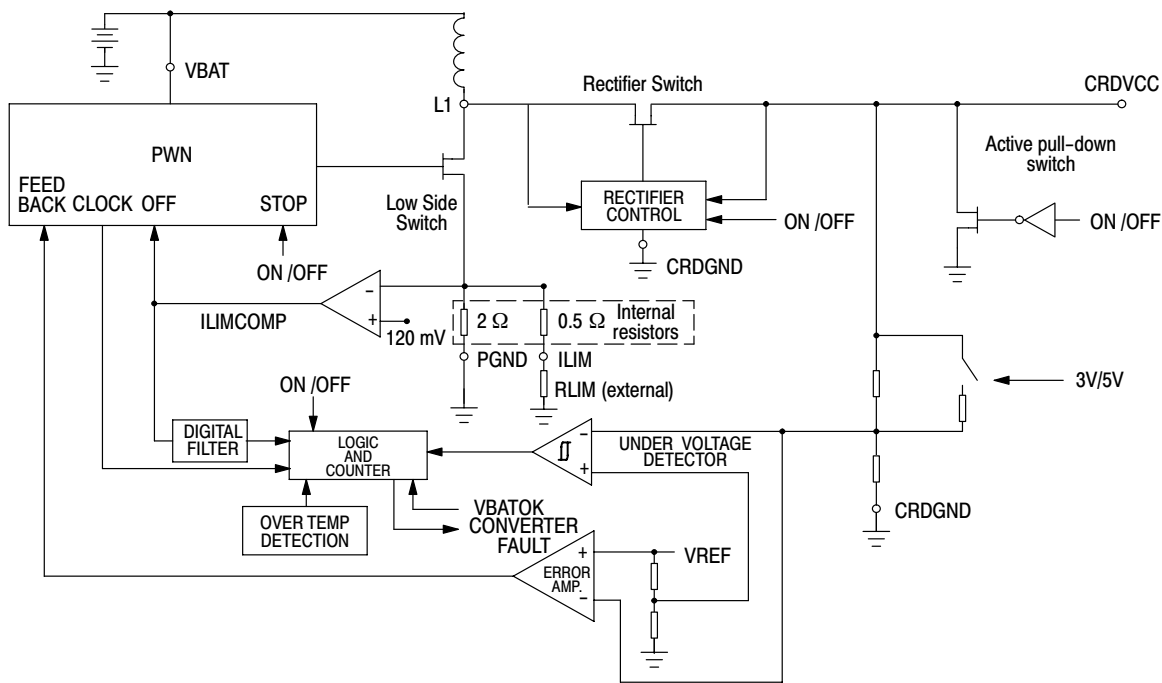 VBAT
L1
Rectifier Switch
CRDVCC
PWN
FEED
BACK CLOCK OFF STOP
ON /OFF
Low Side
Switch
RECTIFIER
CONTROL
ON /OFF
CRDGND
Active pull-down
switch
ON /OFF
ILIMCOMP
-
+
120 mV
2 Ω
0.5 Ω
Internal
resistors
PGND
ILIM
RLIM (external)
3V/5V
ON /OFF
DIGITAL
FILTER
LOGIC
AND
COUNTER
-
+
UNDER VOLTAGE
DETECTOR
CRDGND
OVER TEMP
DETECTION
VBATOK
CONVERTER
FAULT
+
ERROR
AMP.
-
VREF